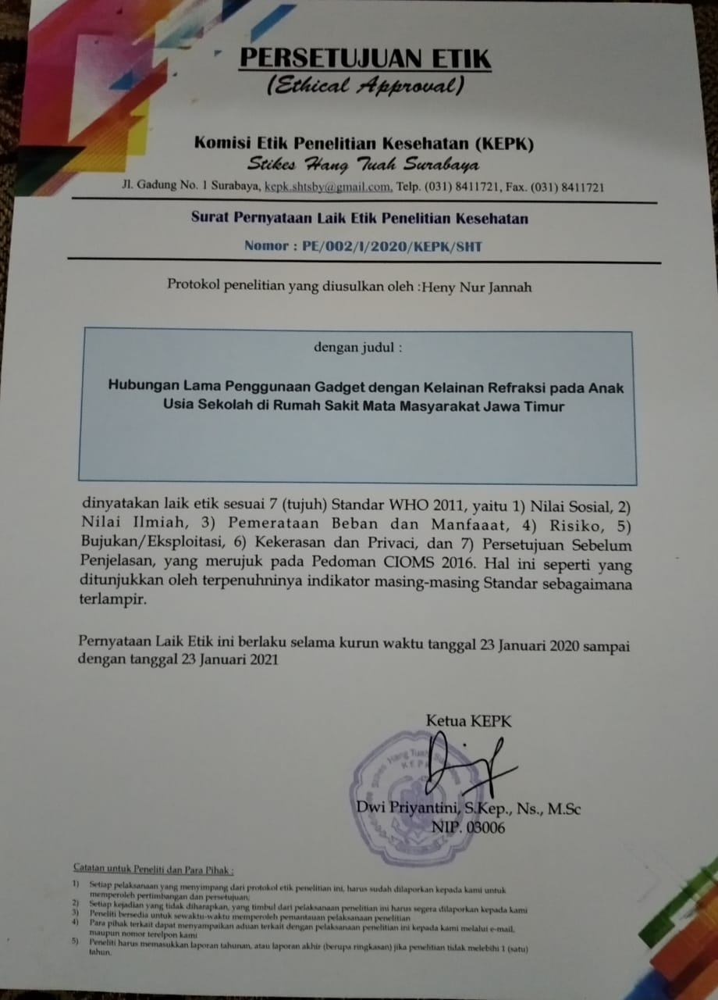 PERSETUJUAN ETIK
(Ethical Approval)
Komisi Etik Penelitian Kesehatan (KEPK)
Stikes Hang Tuah Surabaya
Jl. Gadung No. 1 Surabaya, kepk.shtsby@gmail.com, Telp. (031) 8411721, Fax. (031) 8411721
Surat Pernyataan Laik Etik Penelitian Kesehatan
Nomor : PE/002/I/2020/KEPK/SHT
Protokol penelitian yang diusulkan oleh :Heny Nur Jannah
dengan judul :
Hubungan Lama Penggunaan Gadget dengan Kelainan Refraksi pada Anak
Usia Sekolah di Rumah Sakit Mata Masyarakat Jawa Timur
dinyatakan laik etik sesuai 7 (tujuh) Standar WHO 2011, yaitu 1) Nilai Sosial, 2)
Nilai Ilmiah, 3) Pemerataan Beban dan Manfaaat, 4) Risiko, 5)
Bujukan/Eksploitasi, 6) Kekerasan dan Privaci, dan 7) Persetujuan Sebelum
Penjelasan, yang merujuk pada Pedoman CIOMS 2016. Hal ini seperti yang
ditunjukkan oleh terpenuhninya indikator masing-masing Standar sebagaimana
terlampir.
Pernyataan Laik Etik ini berlaku selama kurun waktu tanggal 23 Januari 2020 sampai
dengan tanggal 23 Januari 2021
Ketua KEPK
Stikes Hang Tuah
KEPK
Dwi Priyantini, S.Kep., Ns., M.Sc
NIP. 03006
Catatan untuk Peneliti dan Para Pihak :
1) Setiap pelaksanaan yang menyimpang dari protokol etik penelitian ini, harus sudah dilaporkan kepada kami untuk
memperoleh pertimbangan dan persetujuan;
2) Setiap kejadian yang tidak diharapkan, yang timbul dari pelaksanaan penelitian ini harus segera dilaporkan kepada kami
3) Peneliti bersedia untuk sewaktu-waktu memperoleh pemantauan pelaksanaan penelitian
4) Para pihak terkait dapat menyampaikan aduan terkait dengan pelaksanaan penelitian ini kepada kami melalui e-mail,
maupun nomor terelpon kami
5) Peneliti harus memasukkan laporan tahunan, atau laporan akhir (berupa ringkasan) jika penelitian tidak melebihi 1 (satu)
tahun.